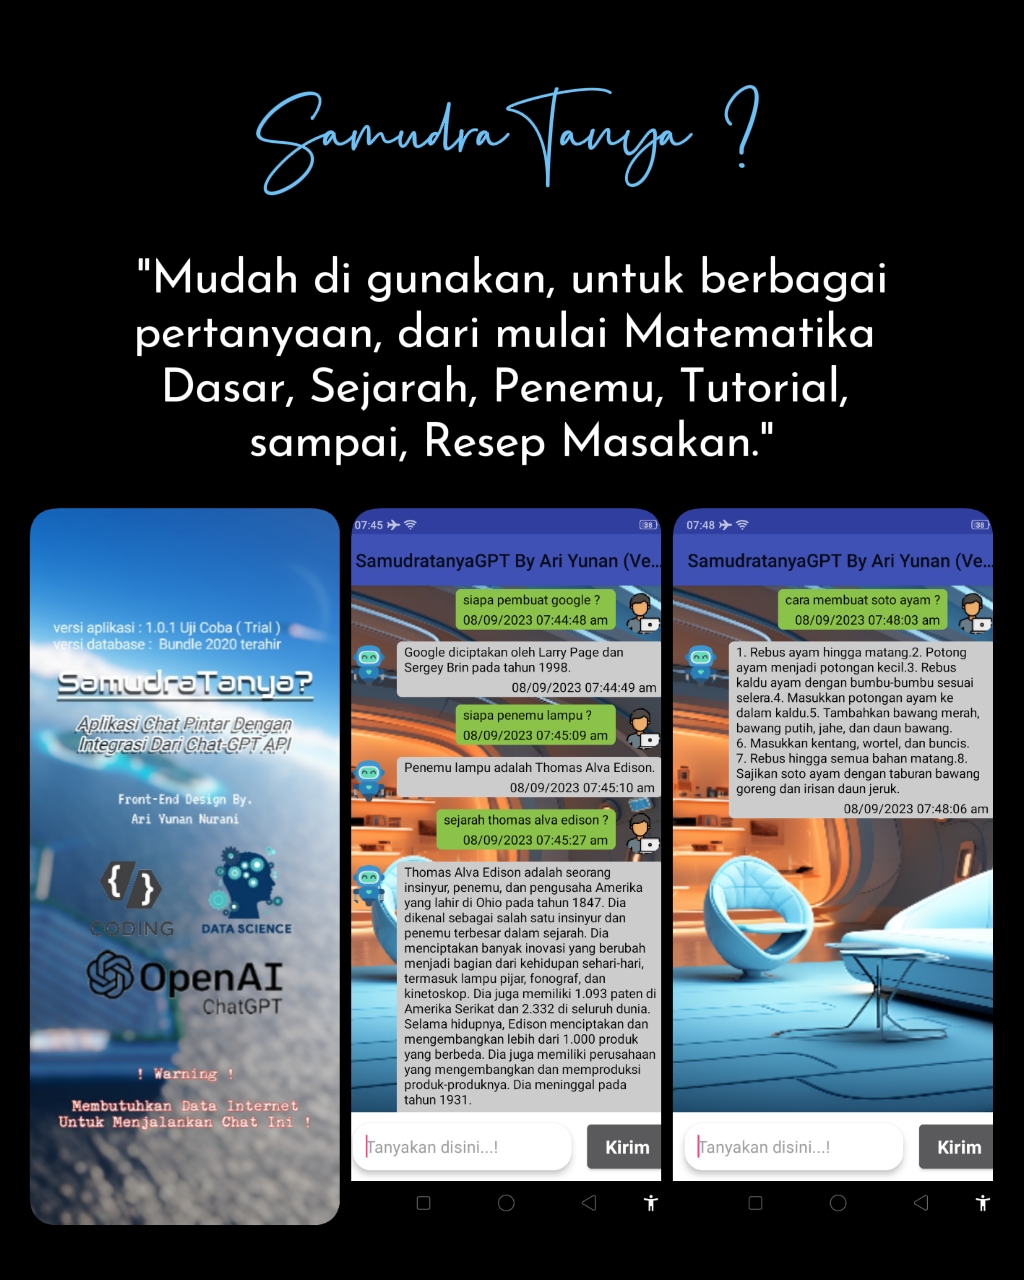 SamudraTanya ?
"Mudah di gunakan, untuk berbagai
pertanyaan, dari mulai Matematika
Dasar, Sejarah, Penemu, Tutorial,
sampai, Resep Masakan."
versi aplikasi : 1.0.1 Uji Coba ( Trial )
versi database : Bundle 2020 terahir
SamudraTanya?
Aplikasi Chat Pintar Dengan
Integrasi Dari Chat-GPT API
Front-End Design By.
Ari Yunan Nurani
{/}
CODING
DATA SCIENCE
OpenAI
ChatGPT
! Warning !
Membutuhkan Data Internet
Untuk Menjalankan Chat Ini !
07:45
38
SamudratanyaGPT By Ari Yunan (Ve...
siapa pembuat google ?
08/09/2023 07:44:48 am
Google diciptakan oleh Larry Page dan
Sergey Brin pada tahun 1998.
08/09/2023 07:44:49 am
siapa penemu lampu ?
08/09/2023 07:45:09 am
Penemu lampu adalah Thomas Alva Edison.
08/09/2023 07:45:10 am
sejarah thomas alva edison ?
08/09/2023 07:45:27 am
Thomas Alva Edison adalah seorang
insinyur, penemu, dan pengusaha Amerika
yang lahir di Ohio pada tahun 1847. Dia
dikenal sebagai salah satu insinyur dan
penemu terbesar dalam sejarah. Dia
menciptakan banyak inovasi yang berubah
menjadi bagian dari kehidupan sehari-hari,
termasuk lampu pijar, fonograf, dan
kinetoskop. Dia juga memiliki 1.093 paten di
Amerika Serikat dan 2.332 di seluruh dunia.
Selama hidupnya, Edison menciptakan dan
mengembangkan lebih dari 1.000 produk
yang berbeda. Dia juga memiliki perusahaan
yang mengembangkan dan memproduksi
produk-produknya. Dia meninggal pada
tahun 1931.
Tanyakan disini...!
Kirim
07:48
38
SamudratanyaGPT By Ari Yunan (Ve...
cara membuat soto ayam ?
08/09/2023 07:48:03 am
1. Rebus ayam hingga matang.2. Potong
ayam menjadi potongan kecil.3. Rebus
kaldu ayam dengan bumbu-bumbu sesuai
selera.4. Masukkan potongan ayam ke
dalam kaldu.5. Tambahkan bawang merah,
bawang putih, jahe, dan daun bawang.
6. Masukkan kentang, wortel, dan buncis.
7. Rebus hingga semua bahan matang.8.
Sajikan soto ayam dengan taburan bawang
goreng dan irisan daun jeruk.
08/09/2023 07:48:06 am
Tanyakan disini...!
Kirim